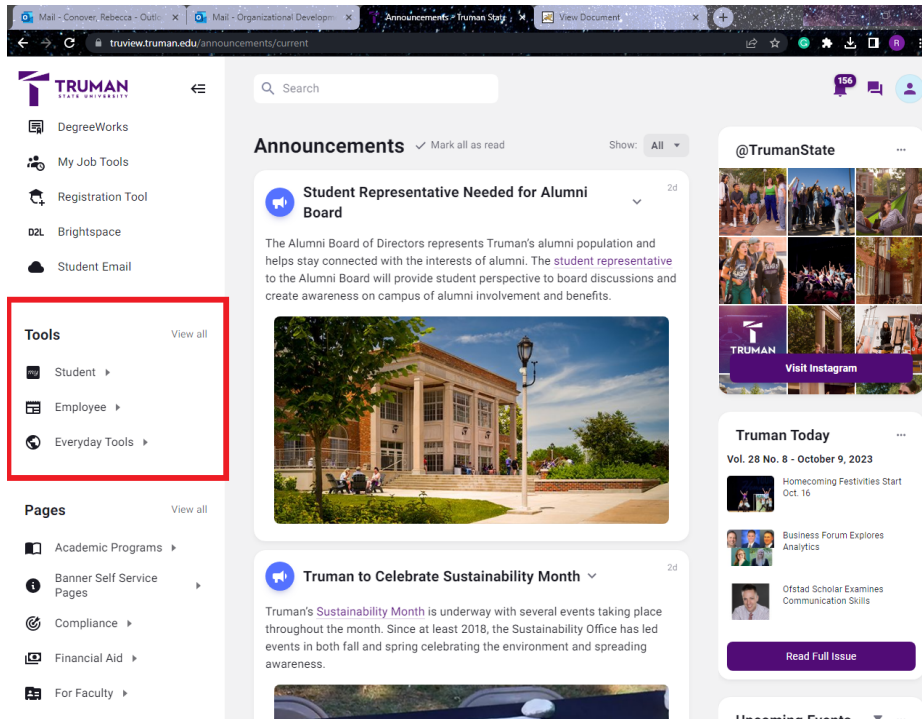 Mail - Conover, Rebecca - Outlo
Mail - Organizational Developm
Announcements - Truman State
View Document
truview.truman.edu/announcements/current
R
TRUMAN
STATE UNIVERSITY
Search
156
DegreeWorks
My Job Tools
Registration Tool
D2L Brightspace
Student Email
Tools
View all
my Student
Employee
Everyday Tools
Pages
View all
Academic Programs
Banner Self Service
Pages
Compliance
Financial Aid
For Faculty
Announcements
Mark all as read
Show: All
Student Representative Needed for Alumni
Board
2d
The Alumni Board of Directors represents Truman's alumni population and
helps stay connected with the interests of alumni. The student representative
to the Alumni Board will provide student perspective to board discussions and
create awareness on campus of alumni involvement and benefits.
Truman to Celebrate Sustainability Month
2d
Truman's Sustainability Month is underway with several events taking place
throughout the month. Since at least 2018, the Sustainability Office has led
events in both fall and spring celebrating the environment and spreading
awareness.
@TrumanState
TRUMAN
Visit Instagram
Truman Today
Vol. 28 No. 8 - October 9, 2023
Homecoming Festivities Start
Oct. 16
Business Forum Explores
Analytics
Ofstad Scholar Examines
Communication Skills
Read Full Issue
Upcoming Events